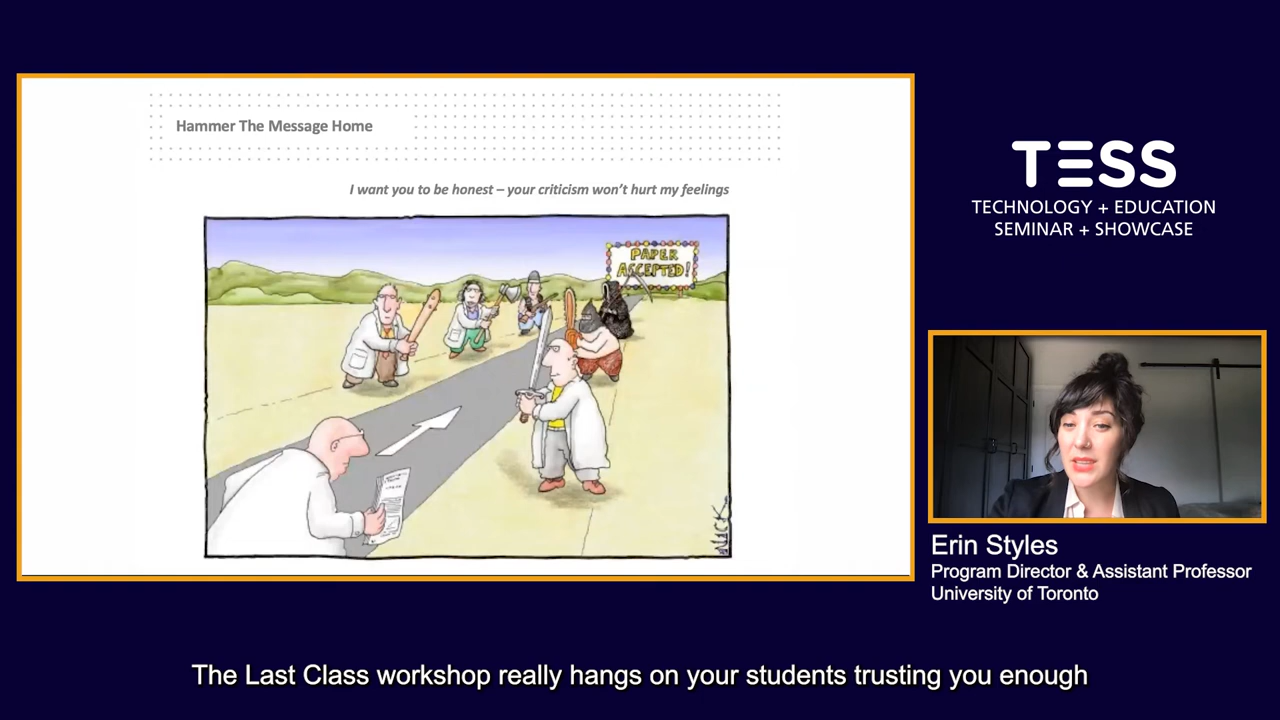 Hammer The Message Home
I want you to be honest – your criticism won't hurt my feelings
PAPER
ACCEPTED!
NICK
TESS
TECHNOLOGY + EDUCATION
SEMINAR + SHOWCASE
Erin Styles
Program Director & Assistant Professor
University of Toronto
The Last Class workshop really hangs on your students trusting you enough